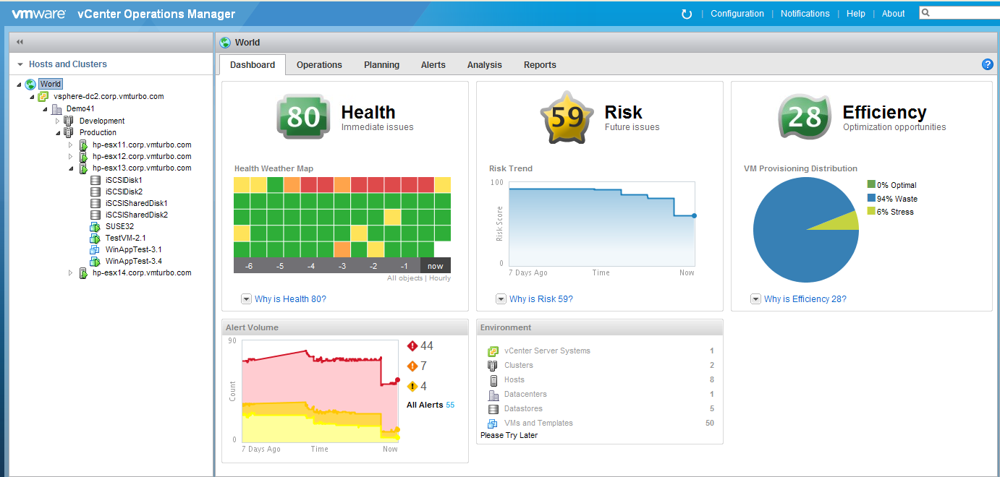 vmware vCenter Operations Manager
Configuration | Notifications | Help | About
Hosts and Clusters
World
vsphere-dc2.corp.vmturbo.com
Demo41
Development
Production
hp-esx11.corp.vmturbo.com
hp-esx12.corp.vmturbo.com
hp-esx13.corp.vmturbo.com
iSCSIDisk1
iSCSIDisk2
iSCSISharedDisk1
iSCSISharedDisk2
SUSE32
TestVM-2.1
WinAppTest-3.1
WinAppTest-3.4
hp-esx14.corp.vmturbo.com
World
Dashboard Operations Planning Alerts Analysis Reports
80 Health
Immediate issues
Health Weather Map
-6 -5 -4 -3 -2 -1 now
All objects | Hourly
Why is Health 80?
59 Risk
Future issues
Risk Trend
100
Risk Score
0
7 Days Ago Time Now
Why is Risk 59?
28 Efficiency
Optimization opportunities
VM Provisioning Distribution
0% Optimal
94% Waste
6% Stress
Why is Efficiency 28?
Alert Volume
90
Count
0
7 Days Ago Time Now
44
7
4
All Alerts 55
Environment
vCenter Server Systems 1
Clusters 2
Hosts 8
Datacenters 1
Datastores 5
VMs and Templates 50
Please Try Later